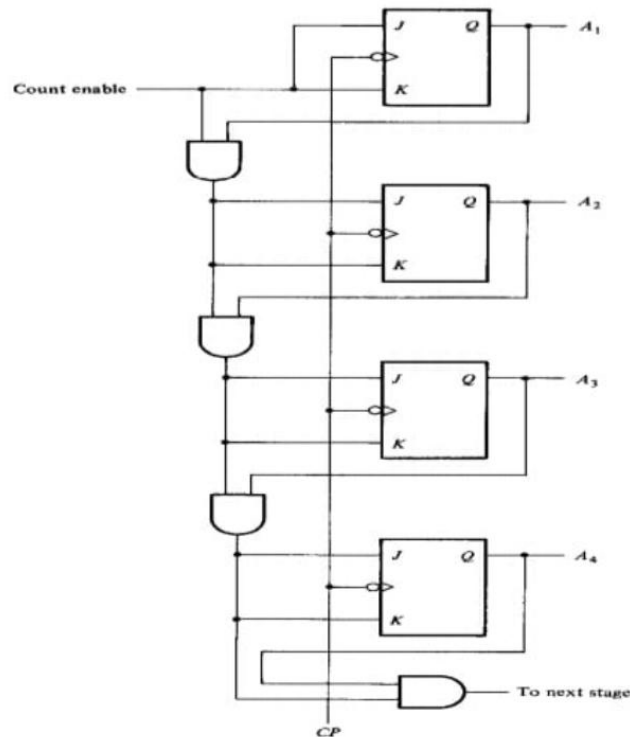 J Q A₁
Count enable
K
J Q A₂
K
J Q A₃
K
J Q A₄
K
To next stage
CP